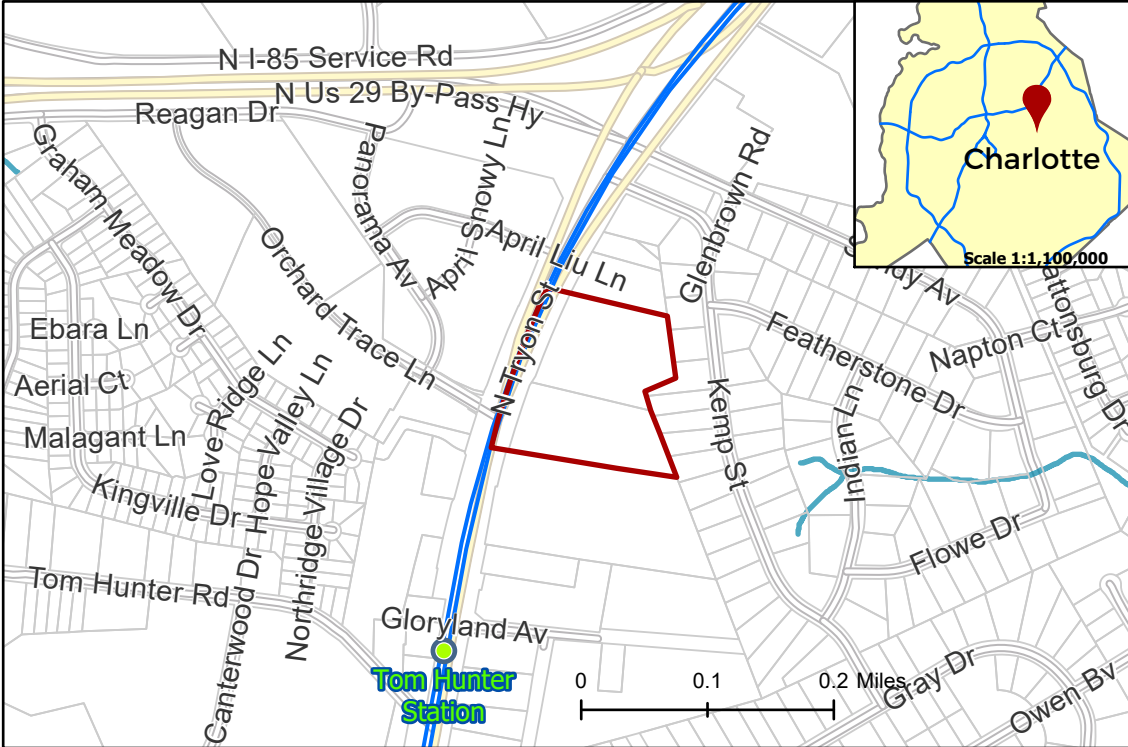 N I-85 Service Rd
N Us 29 By-Pass Hy
Reagan Dr
Graham Meadow Dr
Panorama Av
April Snowy Ln
Glenbrown Rd
Charlotte
Scale 1:1,100,000
April Liu Ln
Orchard Trace Ln
N Tryon St
Av
Ebara Ln
Featherstone Dr
Napton Ct
Aerial Ct
Love Ridge Ln
Hope Valley Ln
Northridge Village Dr
Kemp St
Malagant Ln
Kingville Dr
Flowe Dr
Tom Hunter Rd
Canterwood Dr
Gloryland Av
Tom Hunter
Station
0 0.1 0.2 Miles
Gray Dr
Owen Bv